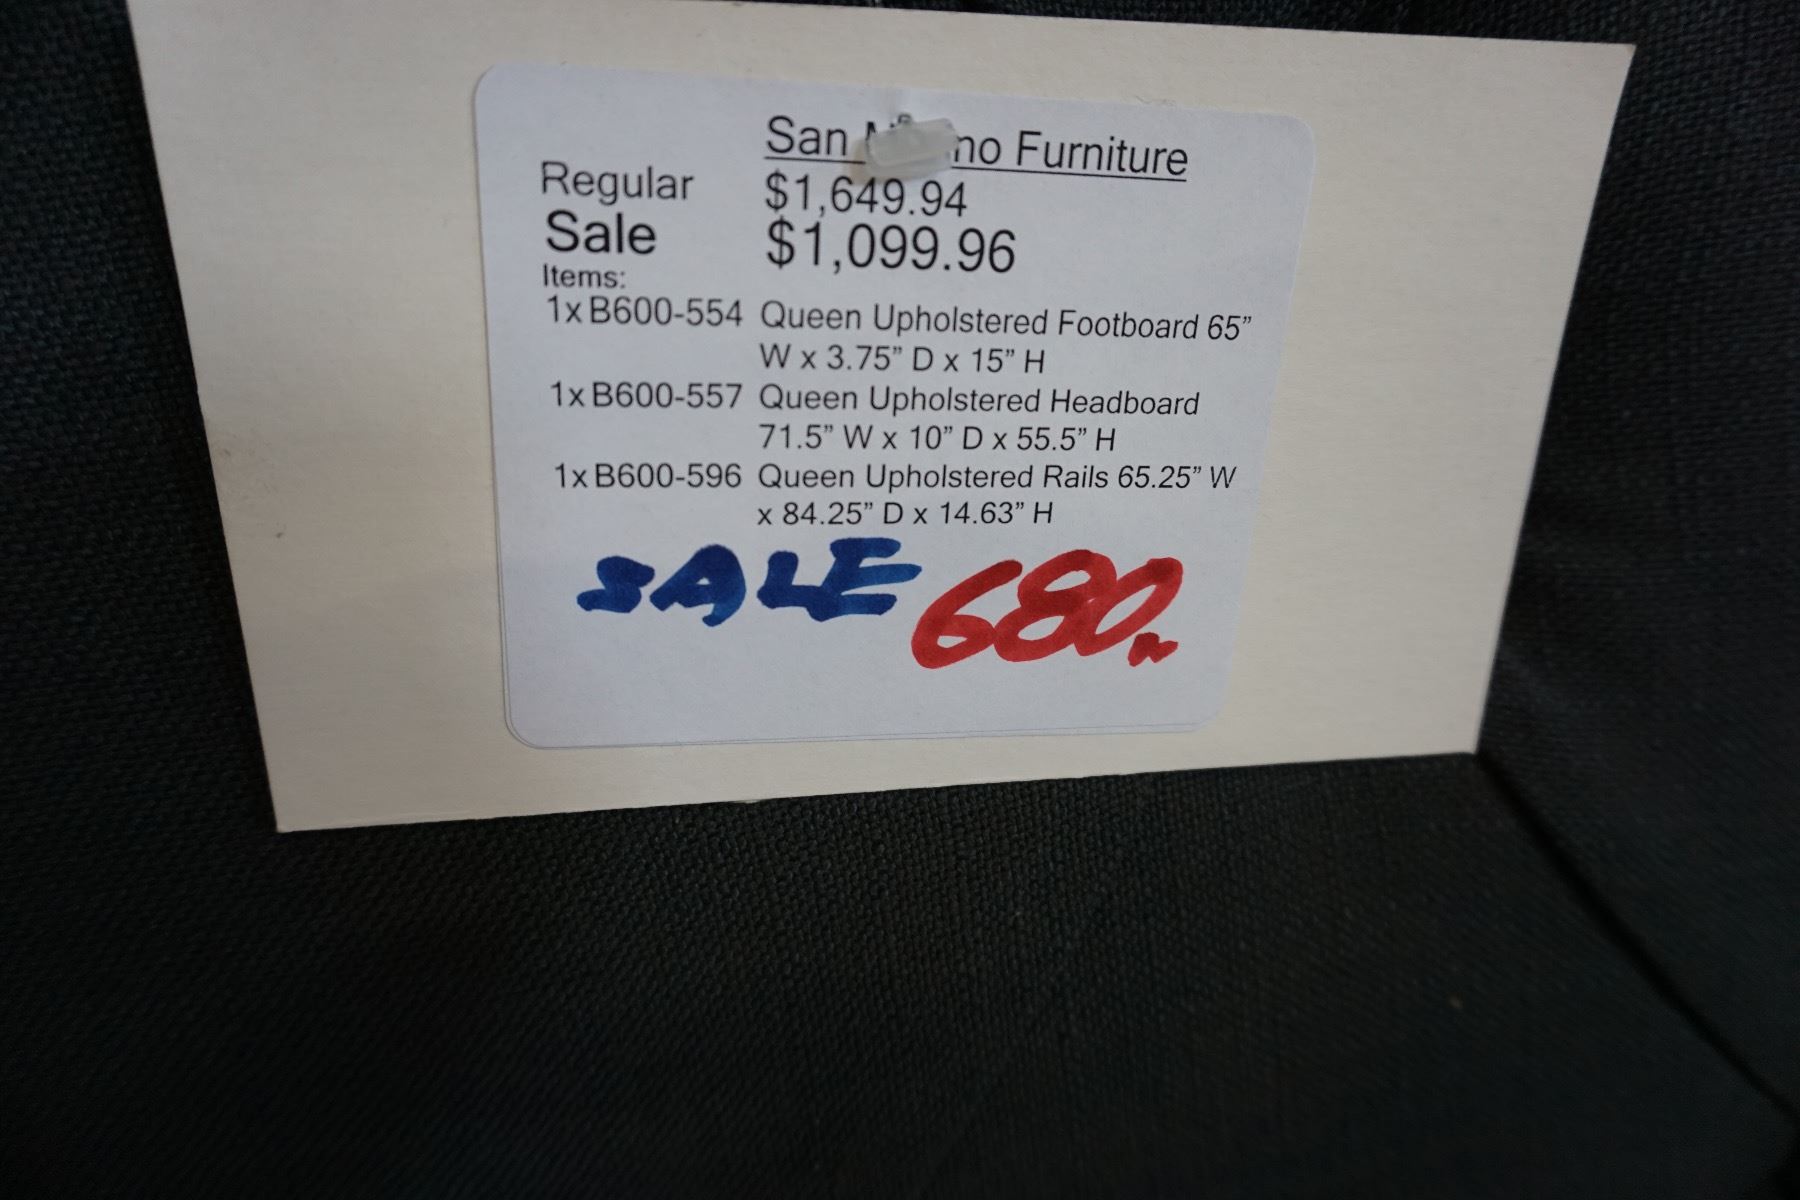 San Furniture
Regular $1,649.94
Sale $1,099.96
Items:
1x B600-554 Queen Upholstered Footboard 65”
W x 3.75” D x 15” H
1x B600-557 Queen Upholstered Headboard
71.5” W x 10” D x 55.5” H
1x B600-596 Queen Upholstered Rails 65.25” W
x 84.25” D x 14.63” H
SALE 680